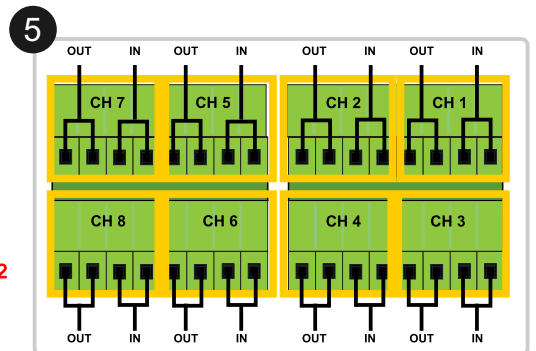 5
OUT IN OUT IN OUT IN OUT IN
CH 7 CH 5 CH 2 CH 1
CH 8 CH 6 CH 4 CH 3
2
OUT IN OUT IN OUT IN OUT IN